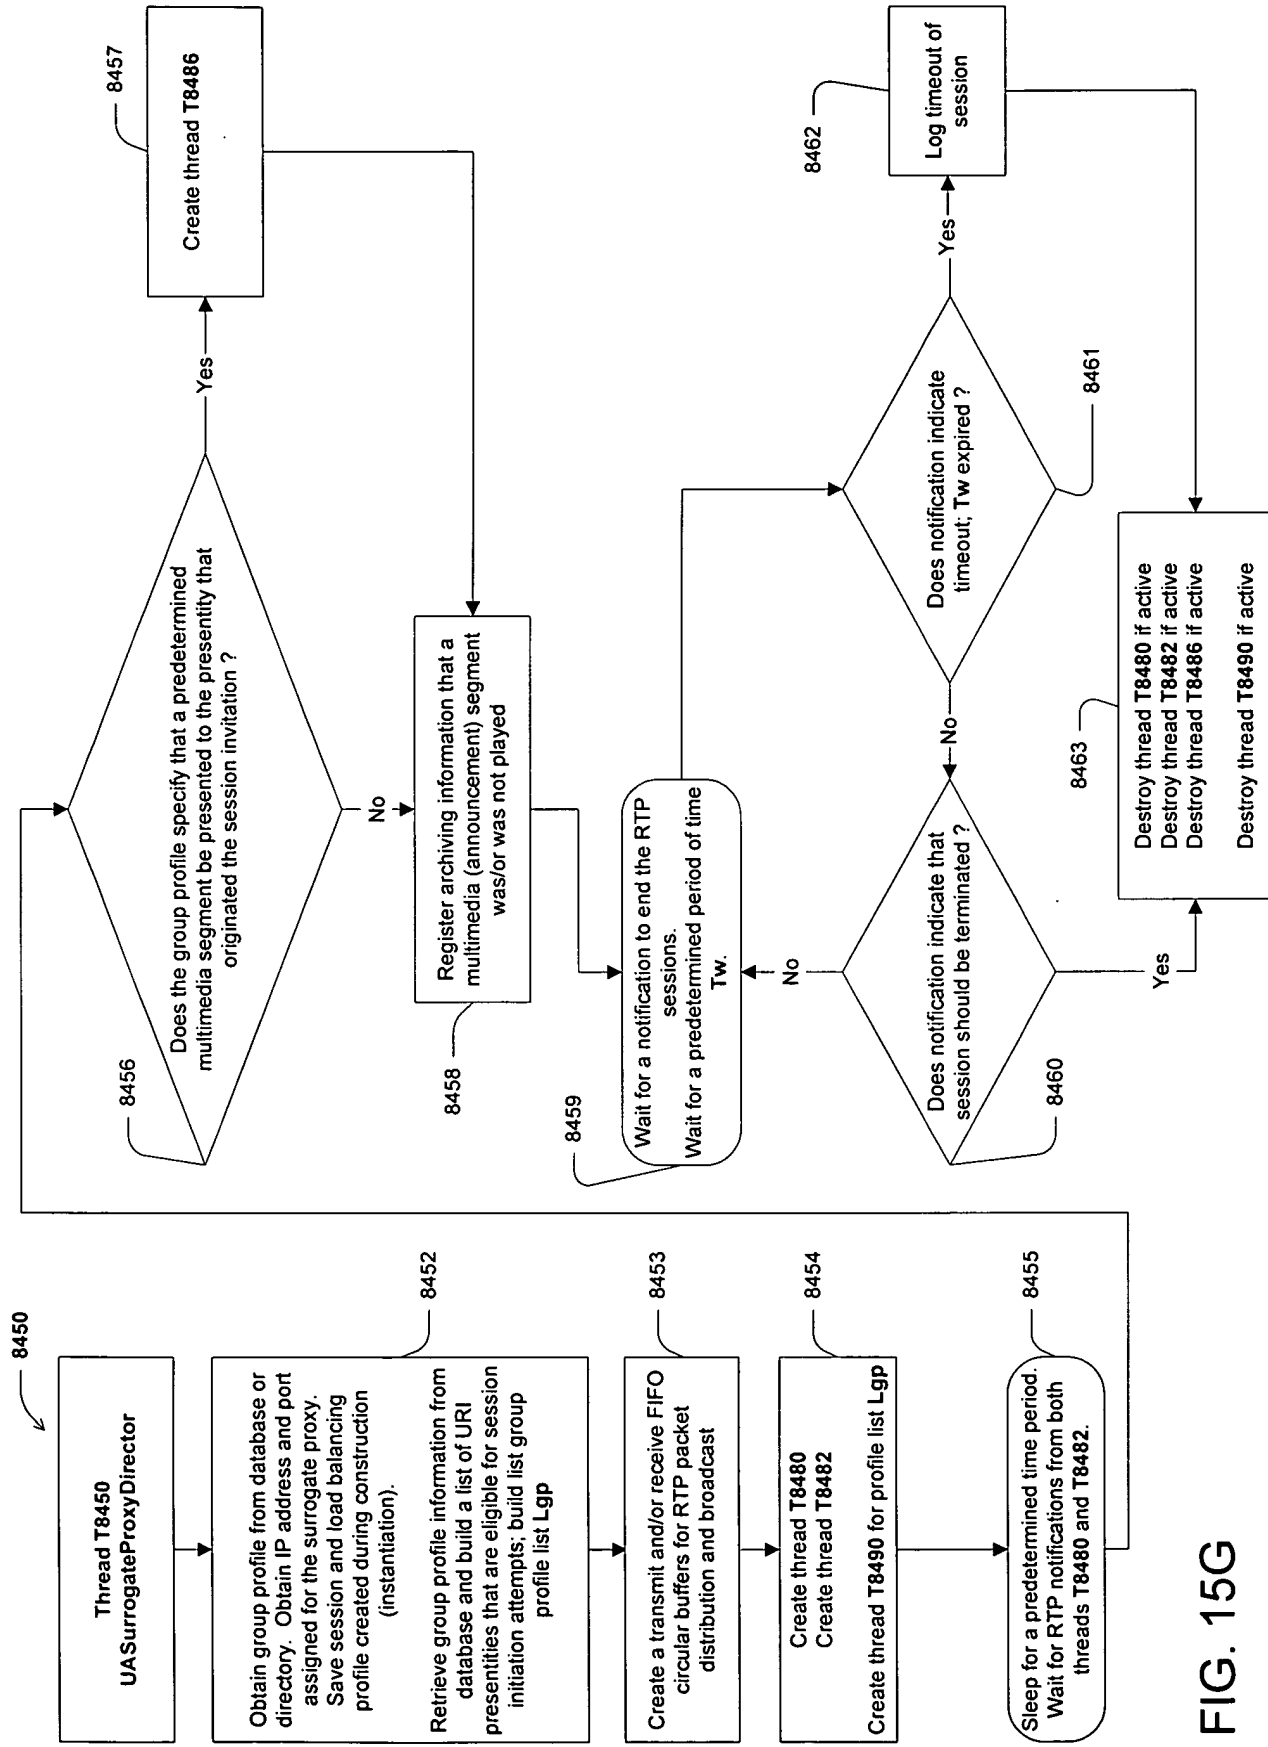 8450
Thread T8450
UASurrogateProxyDirector
8452
Obtain group profile from database or
directory. Obtain IP address and port
assigned for the surrogate proxy.
Save session and load balancing
profile created during construction
(instantiation).
Retrieve group profile information from
database and build a list of URI
presentities that are eligible for session
initiation attempts; build list group
profile list Lgp
8453
Create a transmit and/or receive FIFO
circular buffers for RTP packet
distribution and broadcast
8454
Create thread T8480
Create thread T8482
Create thread T8490 for profile list Lgp
8455
Sleep for a predetermined time period.
Wait for RTP notifications from both
threads T8480 and T8482.
8456
Does the group profile specify that a predetermined
multimedia segment be presented to the presentity that
originated the session invitation ?
Yes
8457
Create thread T8486
No
8458
Register archiving information that a
multimedia (announcement) segment
was/or was not played
8459
Wait for a notification to end the RTP
sessions.
Wait for a predetermined period of time
Tw.
No
8460
Does notification indicate that
session should be terminated ?
Yes
No
8461
Does notification indicate
timeout; Tw expired ?
Yes
8462
Log timeout of
session
8463
Destroy thread T8480 if active
Destroy thread T8482 if active
Destroy thread T8486 if active
Destroy thread T8490 if active
FIG. 15G